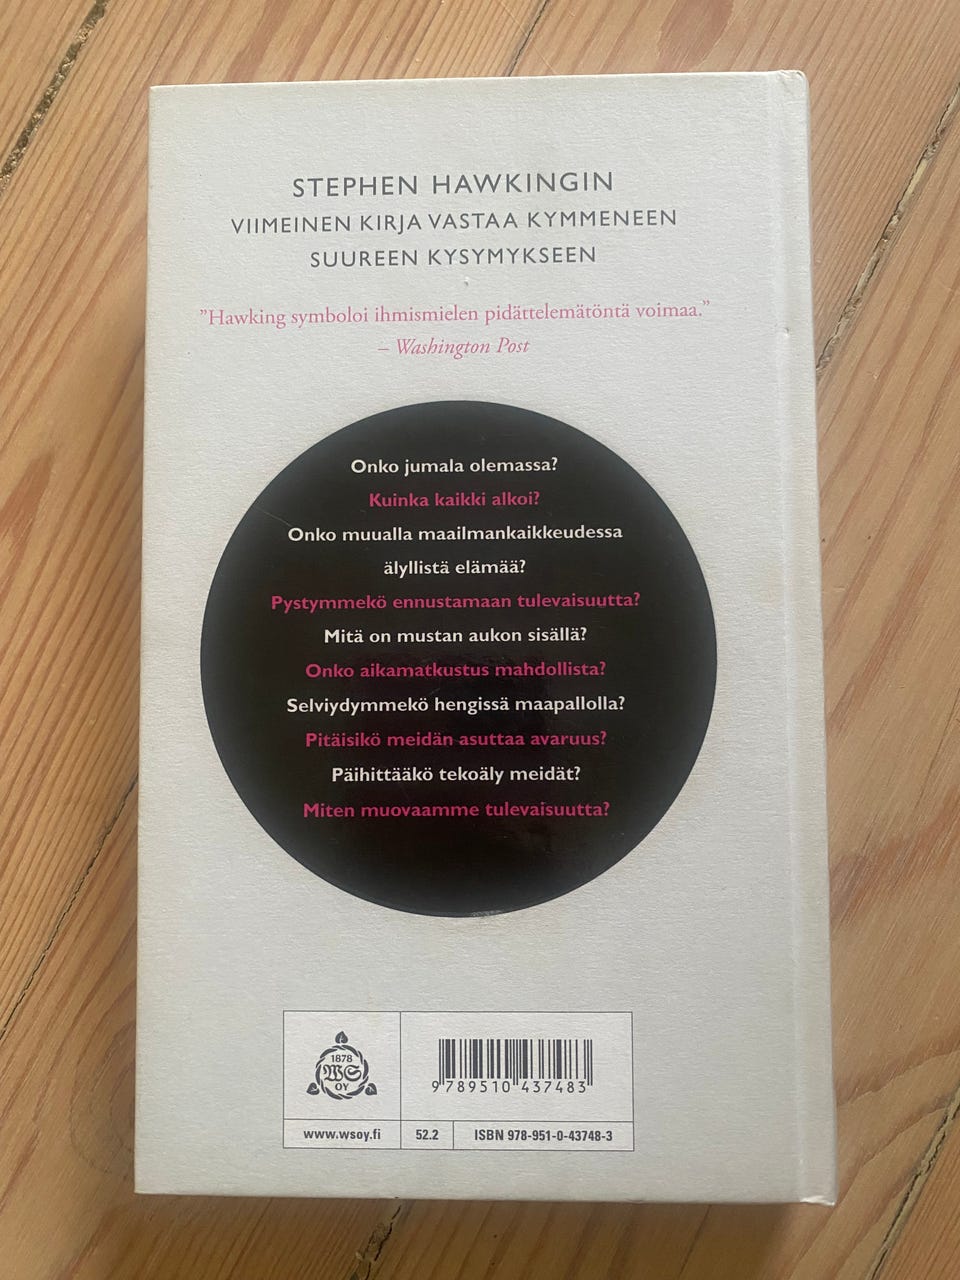 STEPHEN HAWKINGIN
VIIMEINEN KIRJA VASTAA KYMMENEEN
SUUREEN KYSYMYKSEEN
”Hawking symboloi ihmismielen pidättelemätöntä voimaa.”
– Washington Post
Onko jumala olemassa?
Kuinka kaikki alkoi?
Onko muualla maailmankaikkeudessa
älyllistä elämää?
Pystymmekö ennustamaan tulevaisuutta?
Mitä on mustan aukon sisällä?
Onko aikamatkustus mahdollista?
Selviydymmekö hengissä maapallolla?
Pitäisikö meidän asuttaa avaruus?
Päihittääkö tekoäly meidät?
Miten muovaamme tulevaisuutta?
1878
WS
OY
9 789510 437483
www.wsoy.fi
52.2
ISBN 978-951-0-43748-3